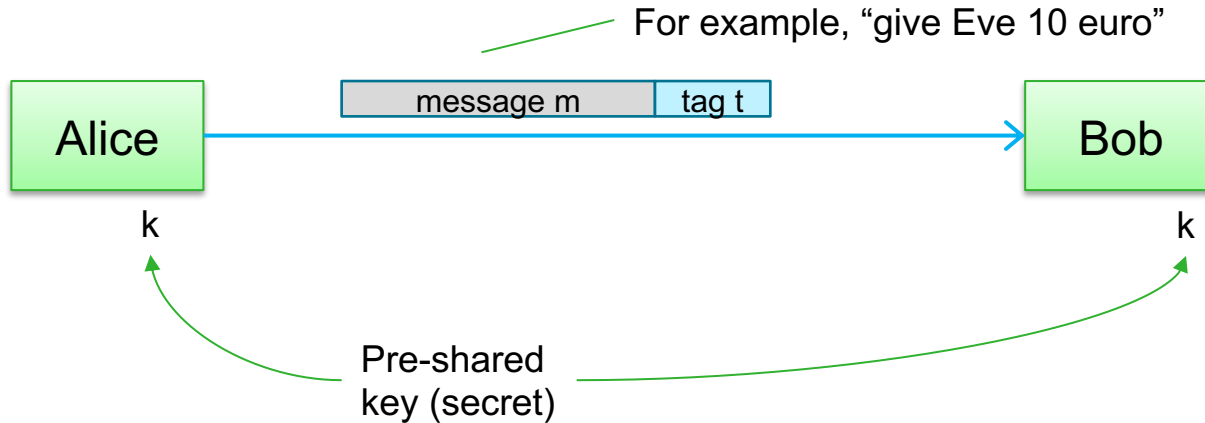 For example, “give Eve 10 euro”
message m
tag t
Alice
Bob
k
k
Pre-shared
key (secret)